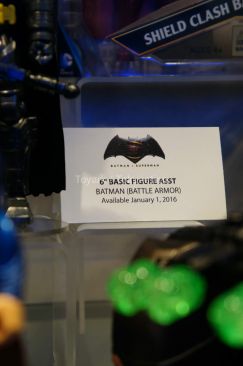 SHIELD CLASH B
BATMAN v SUPERMAN
6" BASIC FIGURE ASST
BATMAN (BATTLE ARMOR)
Available January 1, 2016